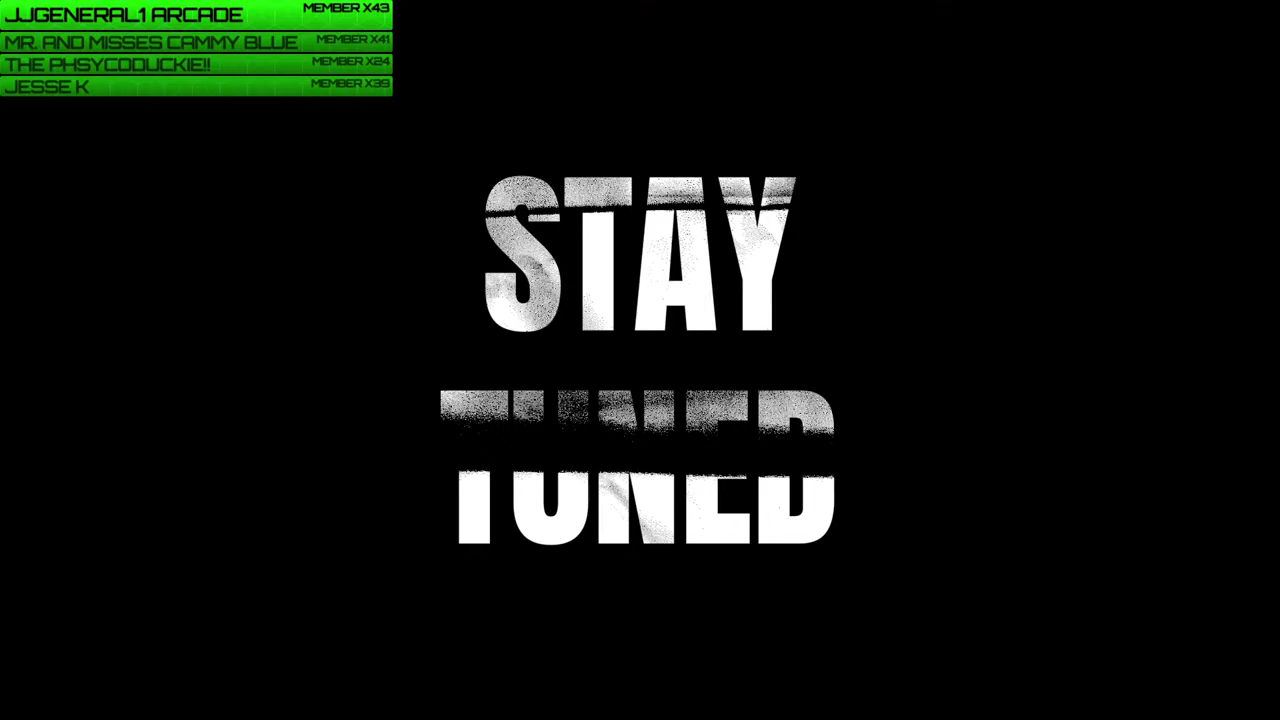 JJGENERAL1 ARCADE MEMBER X43
MR. AND MISSES CAMMY BLUE MEMBER X41
THE PHSYCODUCKIE!! MEMBER X24
JESSE K MEMBER X39
STAY
TUNED